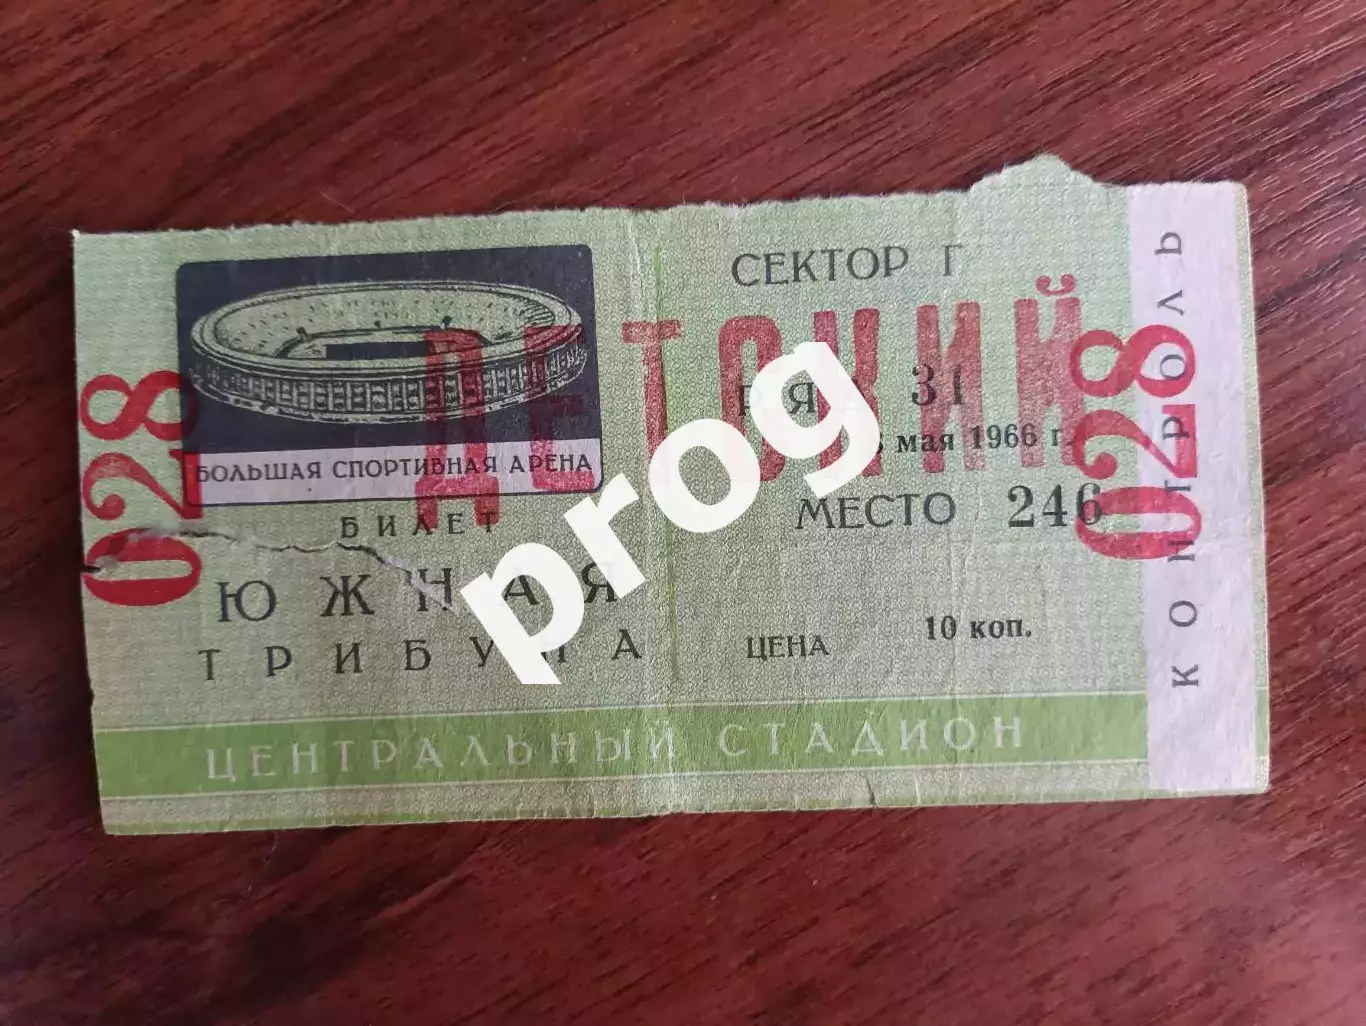 028
БОЛЬШАЯ СПОРТИВНАЯ АРЕНА
БИЛЕТ
ЮЖНАЯ
ТРИБУНА
СЕКТОР Г
ДЕТСКИЙ
РЯД 31
мая 1966 г.
МЕСТО 246
ЦЕНА 10 коп.
ЦЕНТРАЛЬНЫЙ СТАДИОН
028
КОНТРОЛЬ
prog